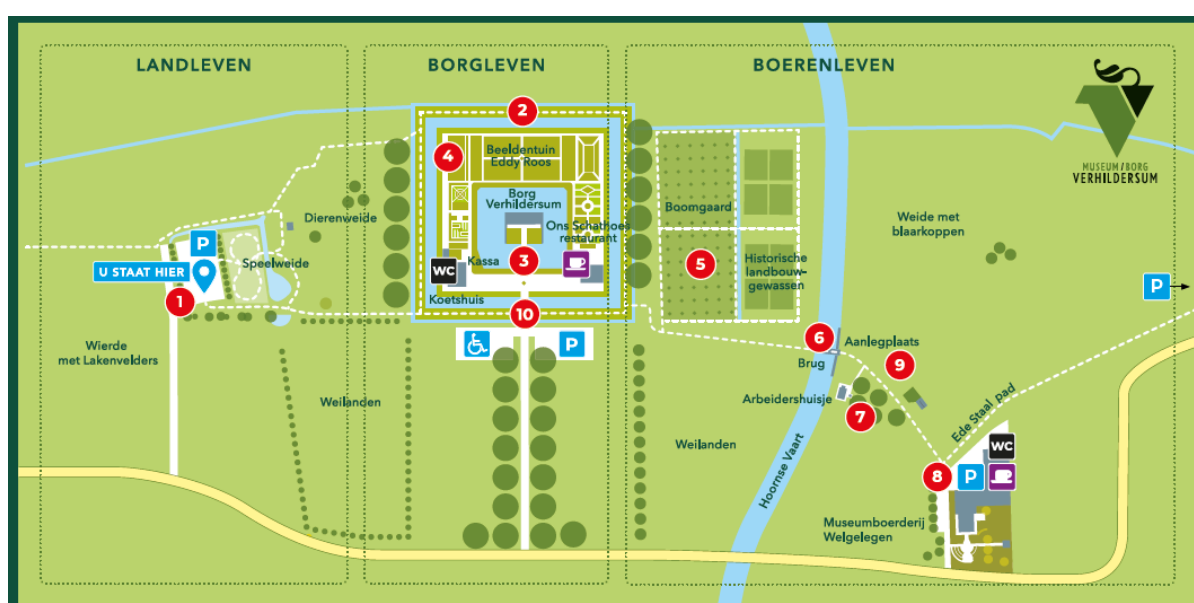 LANDLEVEN
BORGLEVEN
BOERENLEVEN
MUSEUM/BORG
VERHILDERSUM
2
4
Beeldentuin
Eddy Roos
Borg
Verhildersum
Ons Schathoes
restaurant
Dierenweide
Boomgaard
Weide met
blaarkoppen
P
U STAAT HIER
Speelweide
WC
Kassa
3
5
Historische
landbouw-
gewassen
P
1
Koetshuis
10
Wierde
met Lakenvelders
P
6
Aanlegplaats
Brug
9
Weilanden
Arbeidershuisje
7
Ede Staal pad
Weilanden
WC
Hoornse Vaart
8
P
Museumboerderij
Welgelegen